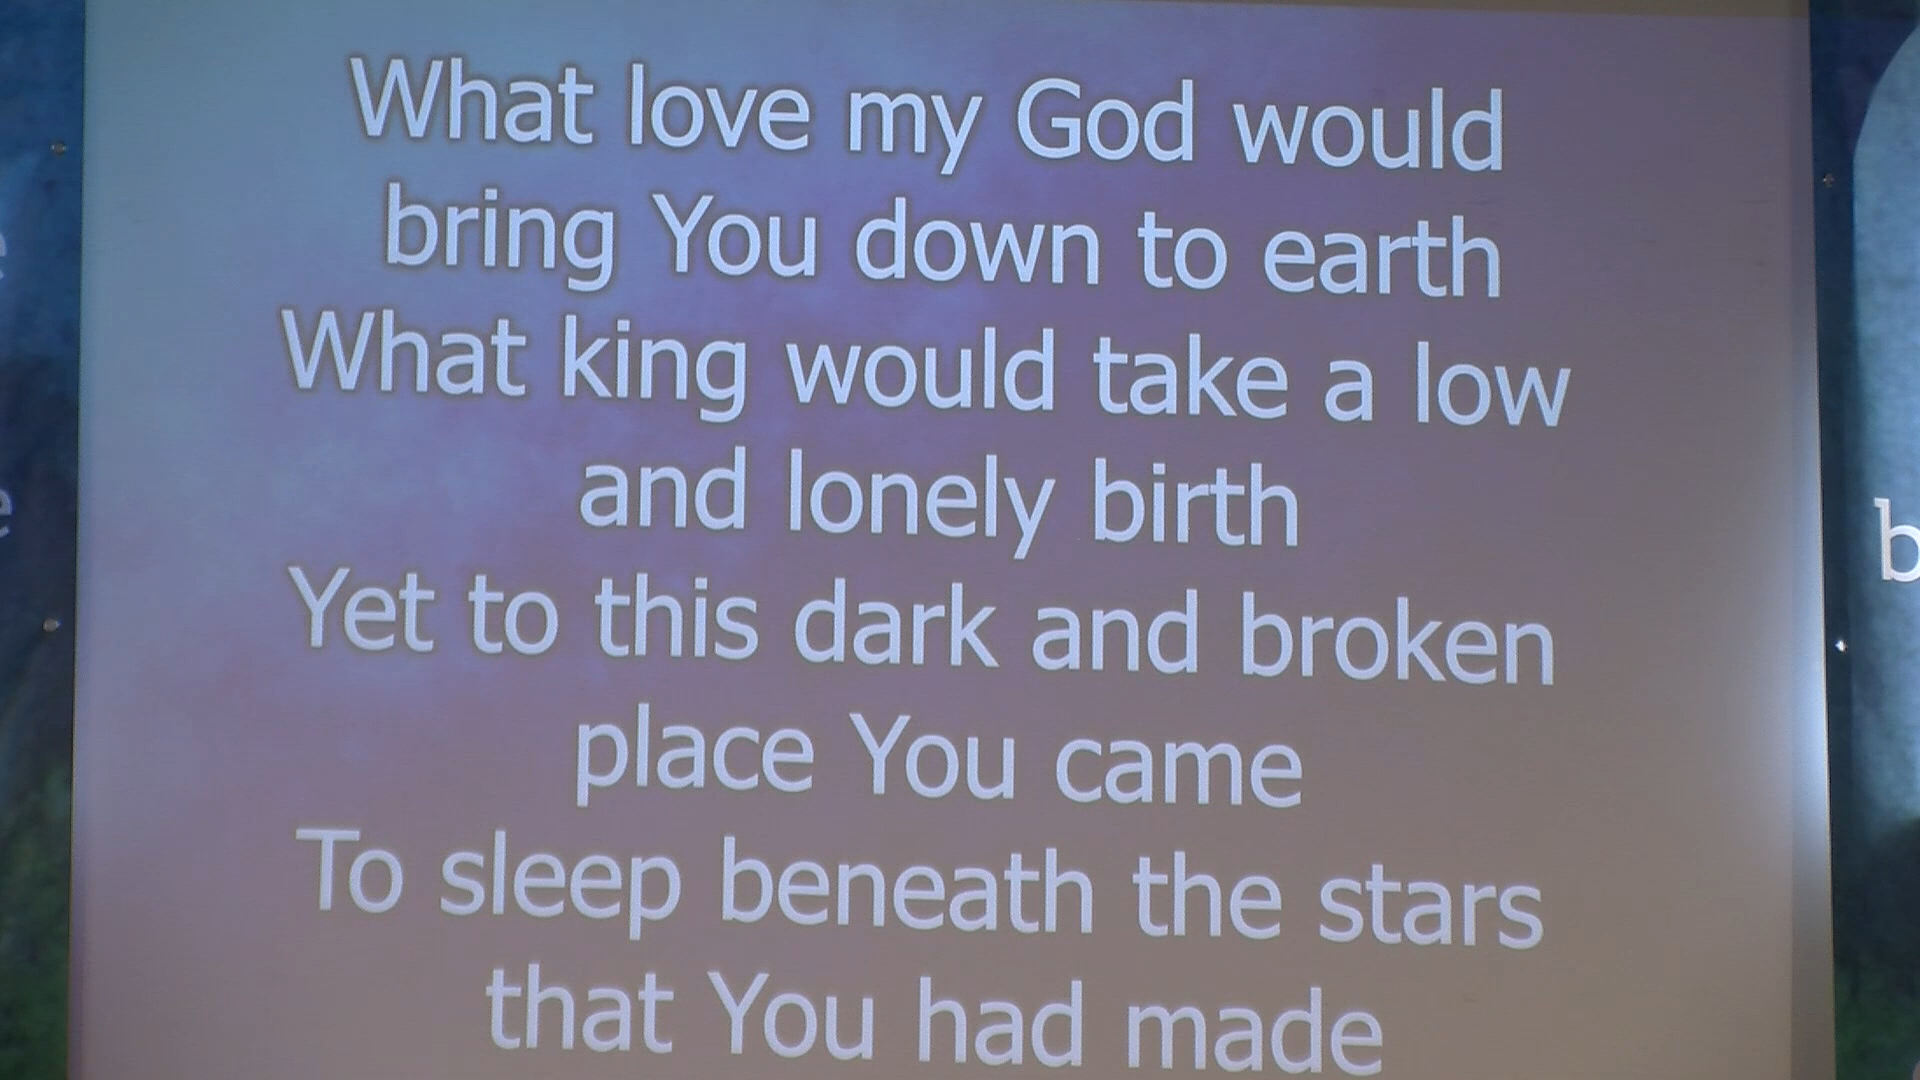 What love my God would
bring You down to earth
What king would take a low
and lonely birth
Yet to this dark and broken
place You came
To sleep beneath the stars
that You had made